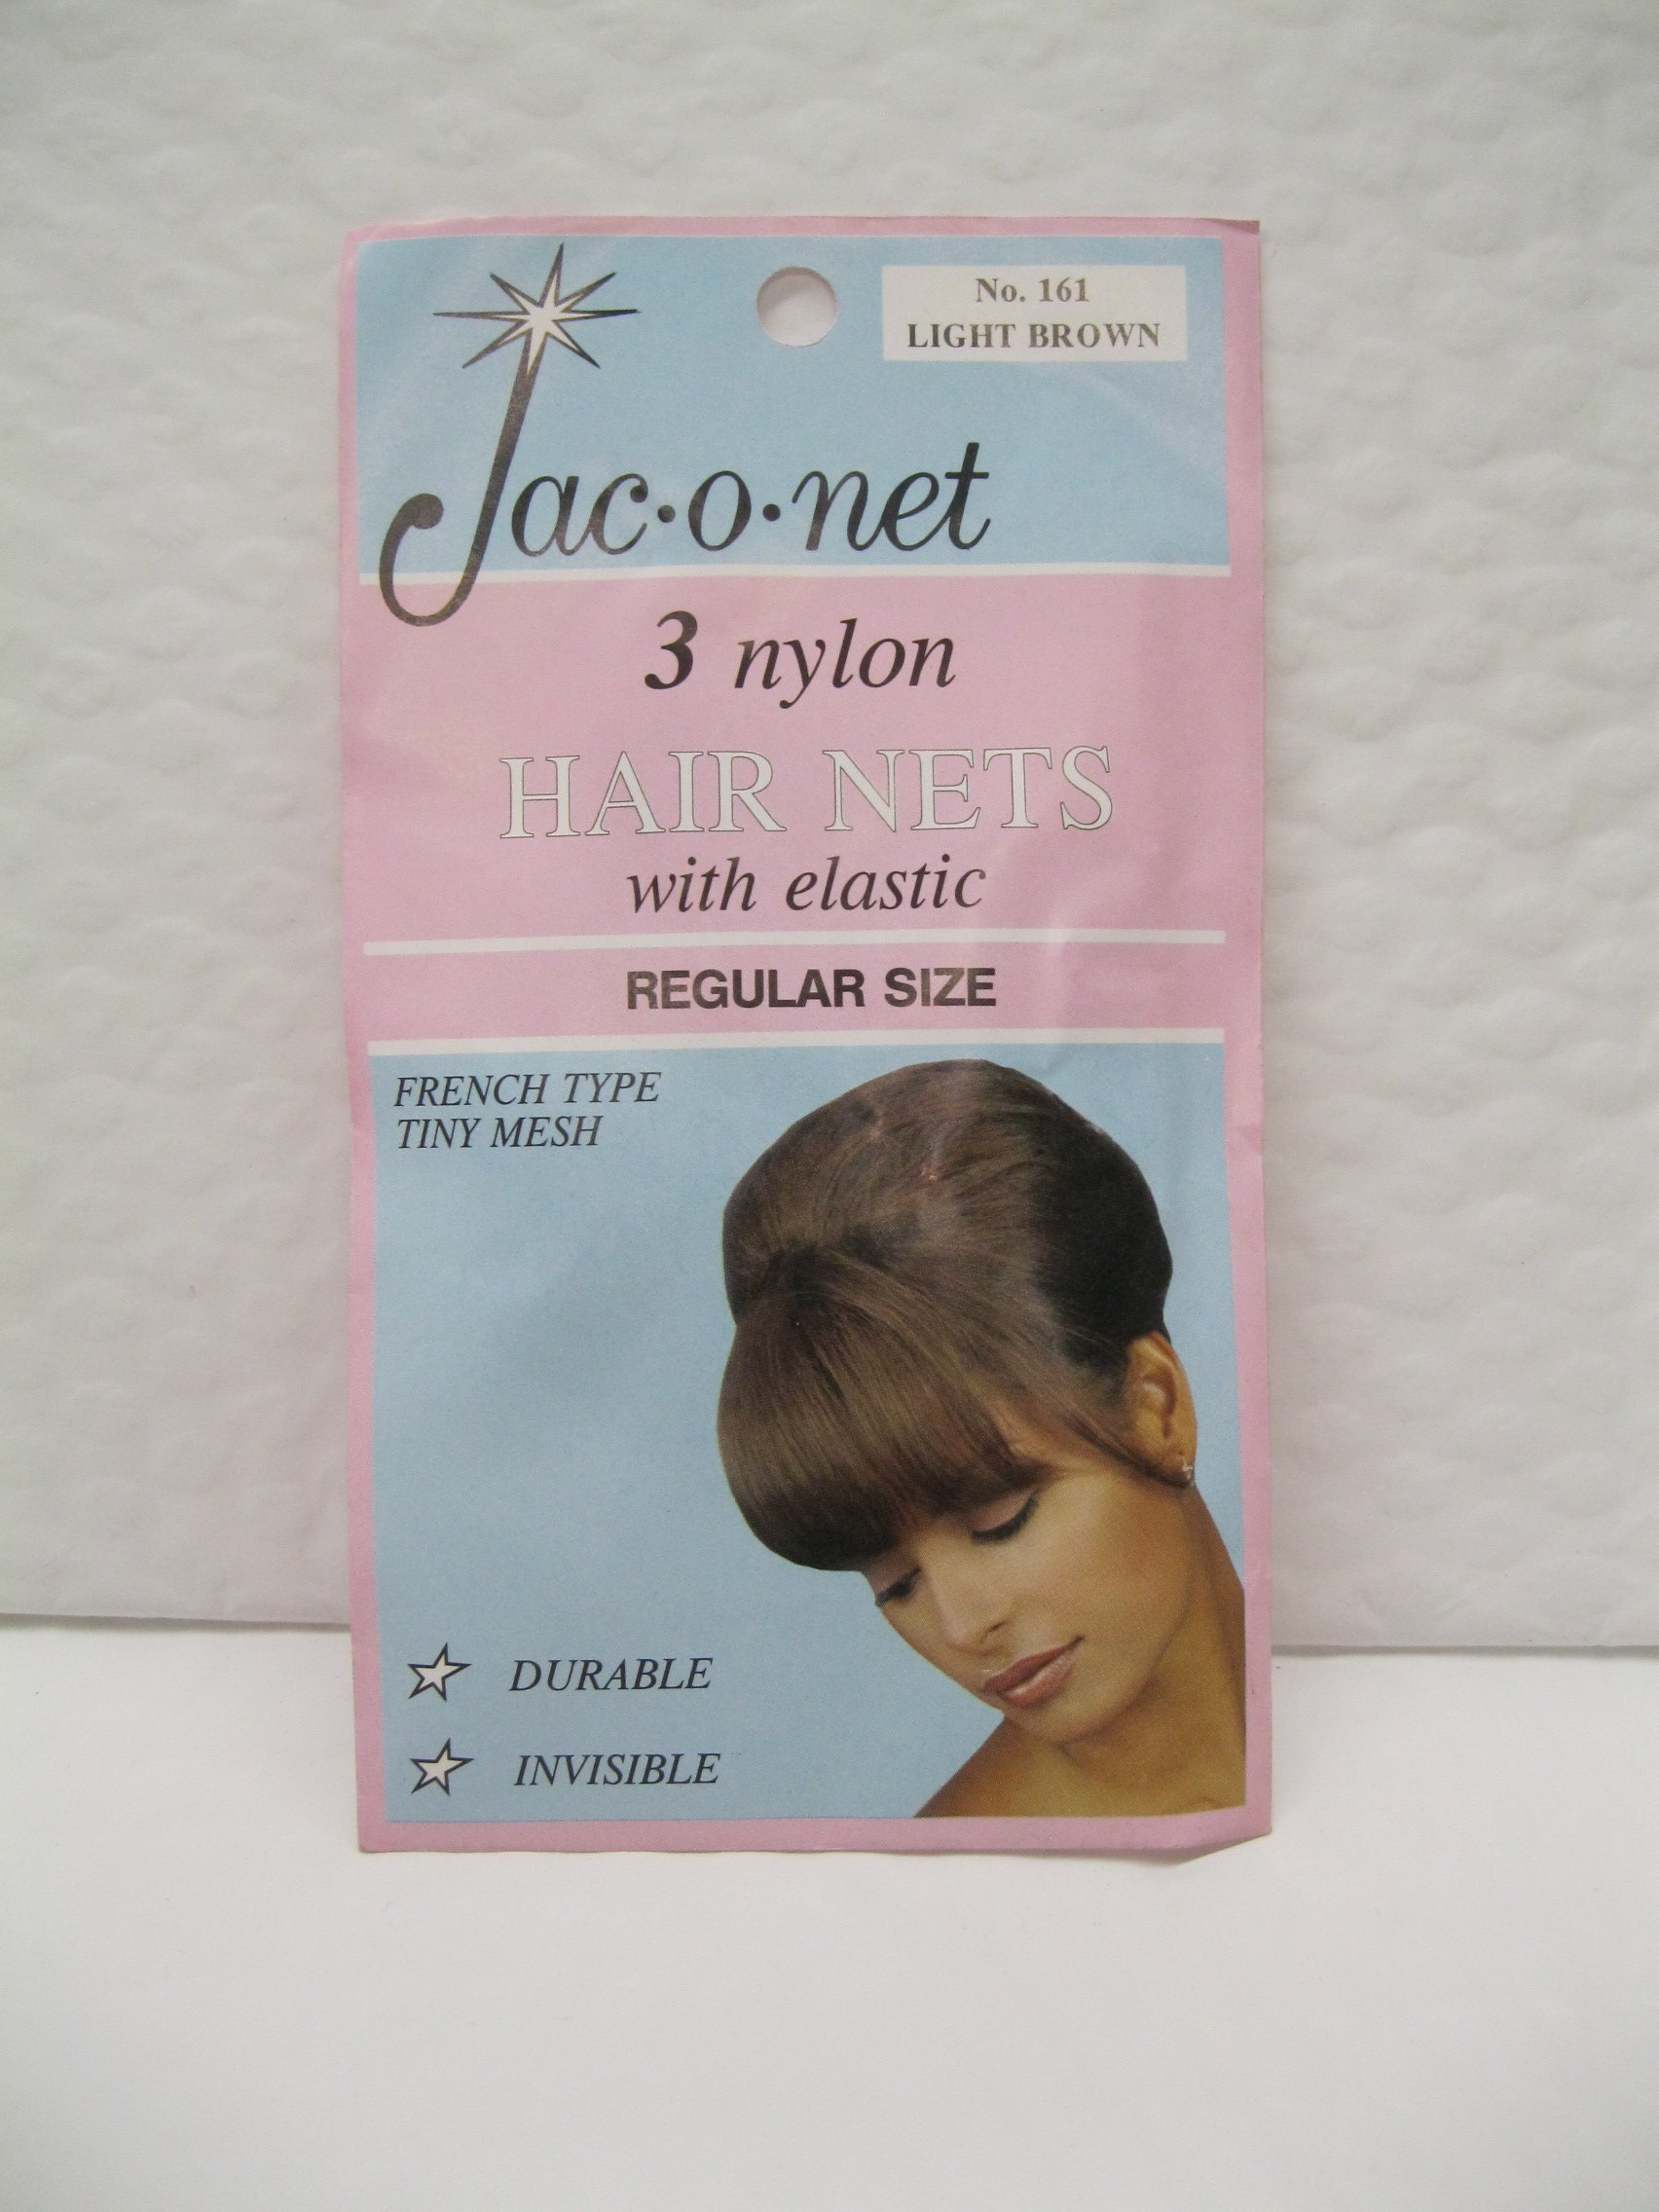 No. 161
LIGHT BROWN
Jac·o·net
3 nylon
HAIR NETS
with elastic
REGULAR SIZE
FRENCH TYPE
TINY MESH
DURABLE
INVISIBLE